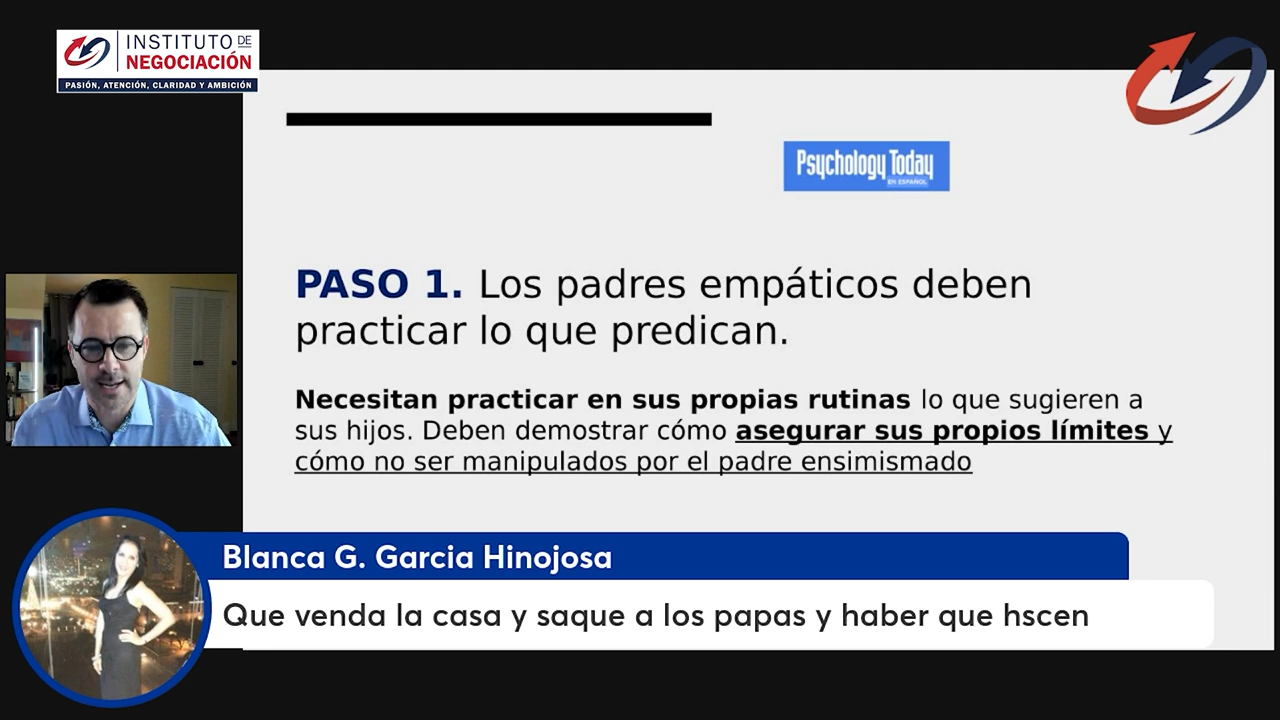 INSTITUTO DE
NEGOCIACIÓN
PASIÓN, ATENCIÓN, CLARIDAD Y AMBICIÓN
Psychology Today
EN ESPAÑOL
PASO 1. Los padres empáticos deben
practicar lo que predican.
Necesitan practicar en sus propias rutinas lo que sugieren a
sus hijos. Deben demostrar cómo asegurar sus propios límites y
cómo no ser manipulados por el padre ensimismado
Blanca G. Garcia Hinojosa
Que venda la casa y saque a los papas y haber que hscen